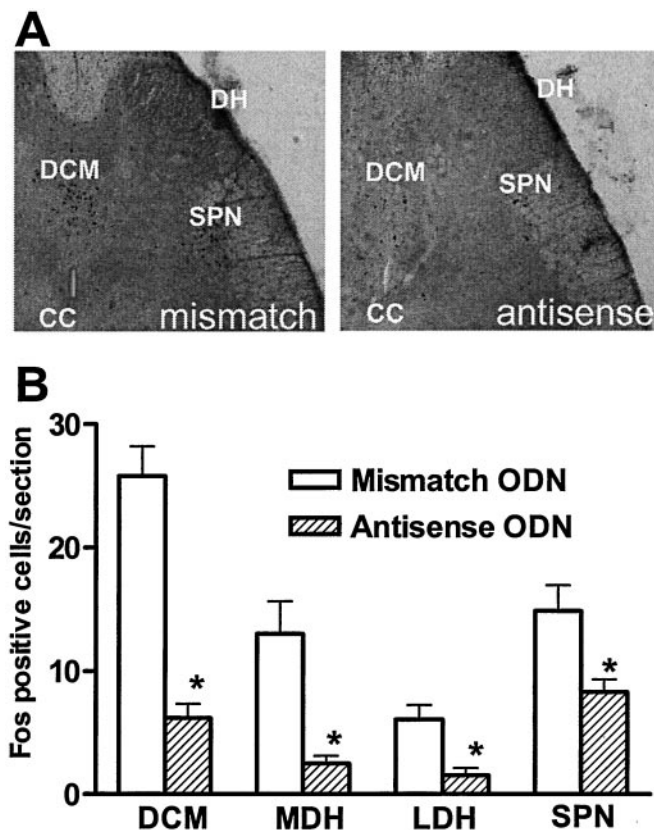 A
DH
DCM
SPN
CC
mismatch
DH
DCM
SPN
CC
antisense
B
Fos positive cells/section
30
20
10
0
Mismatch ODN
Antisense ODN
*
*
*
*
DCM
MDH
LDH
SPN